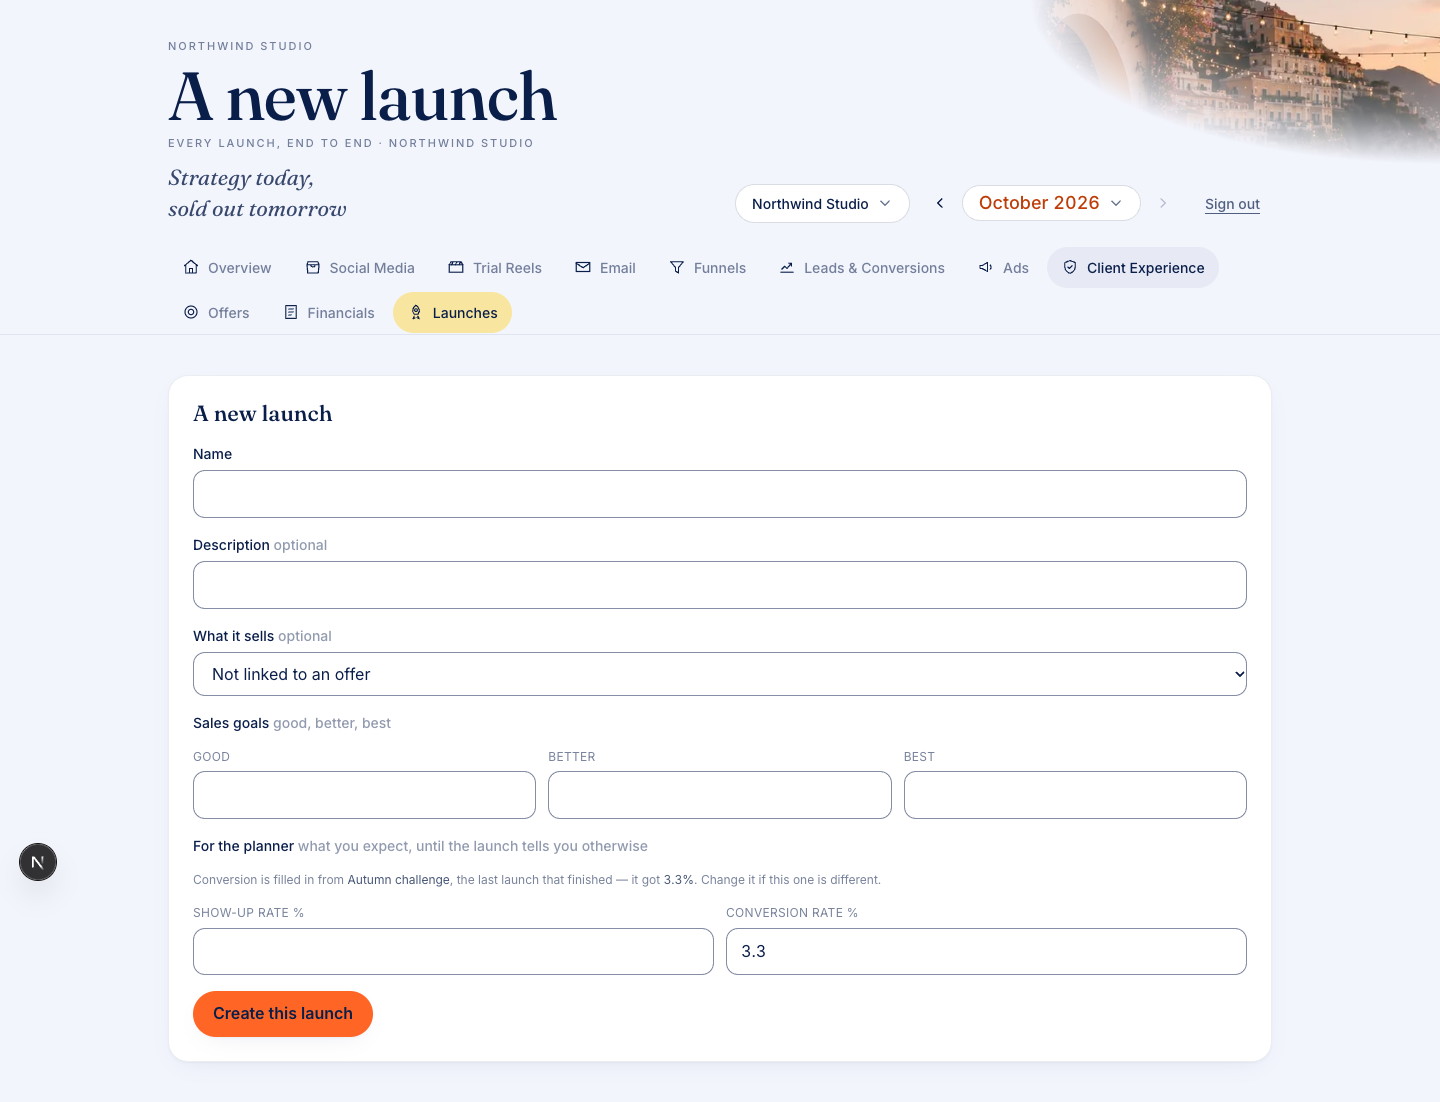 NORTHWIND STUDIO
A new launch
EVERY LAUNCH, END TO END · NORTHWIND STUDIO
Strategy today,
sold out tomorrow
Northwind Studio
October 2026
Sign out
Overview
Social Media
Trial Reels
Email
Funnels
Leads & Conversions
Ads
Client Experience
Offers
Financials
Launches
A new launch
Name
Description optional
What it sells optional
Not linked to an offer
Sales goals good, better, best
GOOD
BETTER
BEST
For the planner what you expect, until the launch tells you otherwise
Conversion is filled in from Autumn challenge, the last launch that finished — it got 3.3%. Change it if this one is different.
SHOW-UP RATE %
CONVERSION RATE %
3.3
Create this launch
N